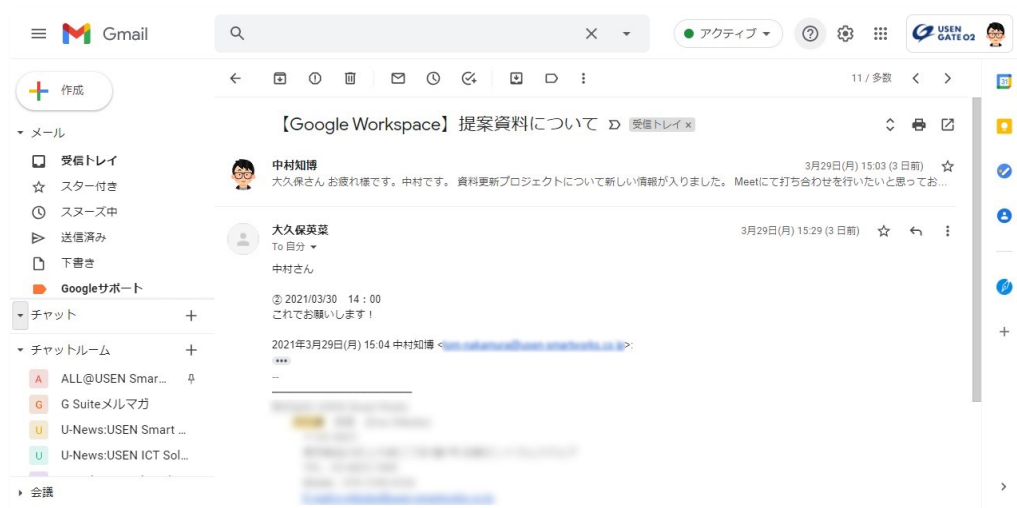 Gmail
アクティブ
USEN
GATE 02
作成
メール
受信トレイ
スター付き
スヌーズ中
送信済み
下書き
Googleサポート
チャット
チャットルーム
A ALL@USEN Smar...
G G Suiteメルマガ
U U-News:USEN Smart ...
U U-News:USEN ICT Sol...
会議
11 / 多数
【Google Workspace】提案資料について
受信トレイ ×
中村知博
3月29日(月) 15:03 (3 日前)
大久保さん お疲れ様です。中村です。 資料更新プロジェクトについて新しい情報が入りました。 Meetにて打ち合わせを行いたいと思ってお...
大久保英菜
3月29日(月) 15:29 (3 日前)
To 自分
中村さん
② 2021/03/30 14：00
これでお願いします！
2021年3月29日(月) 15:04 中村知博 <
>:
--
31